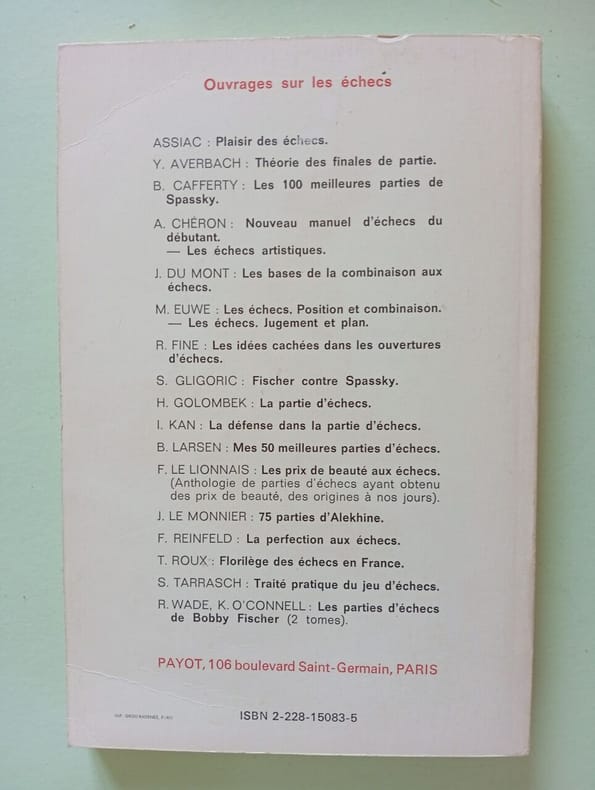 Ouvrages sur les échecs
ASSIAC : Plaisir des échecs.
Y. AVERBACH : Théorie des finales de partie.
B. CAFFERTY : Les 100 meilleures parties de
Spassky.
A. CHÉRON : Nouveau manuel d'échecs du
débutant.
— Les échecs artistiques.
J. DU MONT : Les bases de la combinaison aux
échecs.
M. EUWE : Les échecs. Position et combinaison.
— Les échecs. Jugement et plan.
R. FINE : Les idées cachées dans les ouvertures
d'échecs.
S. GLIGORIC : Fischer contre Spassky.
H. GOLOMBEK : La partie d'échecs.
I. KAN : La défense dans la partie d'échecs.
B. LARSEN : Mes 50 meilleures parties d'échecs.
F. LE LIONNAIS : Les prix de beauté aux échecs.
(Anthologie de parties d'échecs ayant obtenu
des prix de beauté, des origines à nos jours).
J. LE MONNIER : 75 parties d'Alekhine.
F. REINFELD : La perfection aux échecs.
T. ROUX : Florilège des échecs en France.
S. TARRASCH : Traité pratique du jeu d'échecs.
R. WADE, K. O'CONNELL : Les parties d'échecs
de Bobby Fischer (2 tomes).
PAYOT, 106 boulevard Saint-Germain, PARIS
ISBN 2-228-15083-5